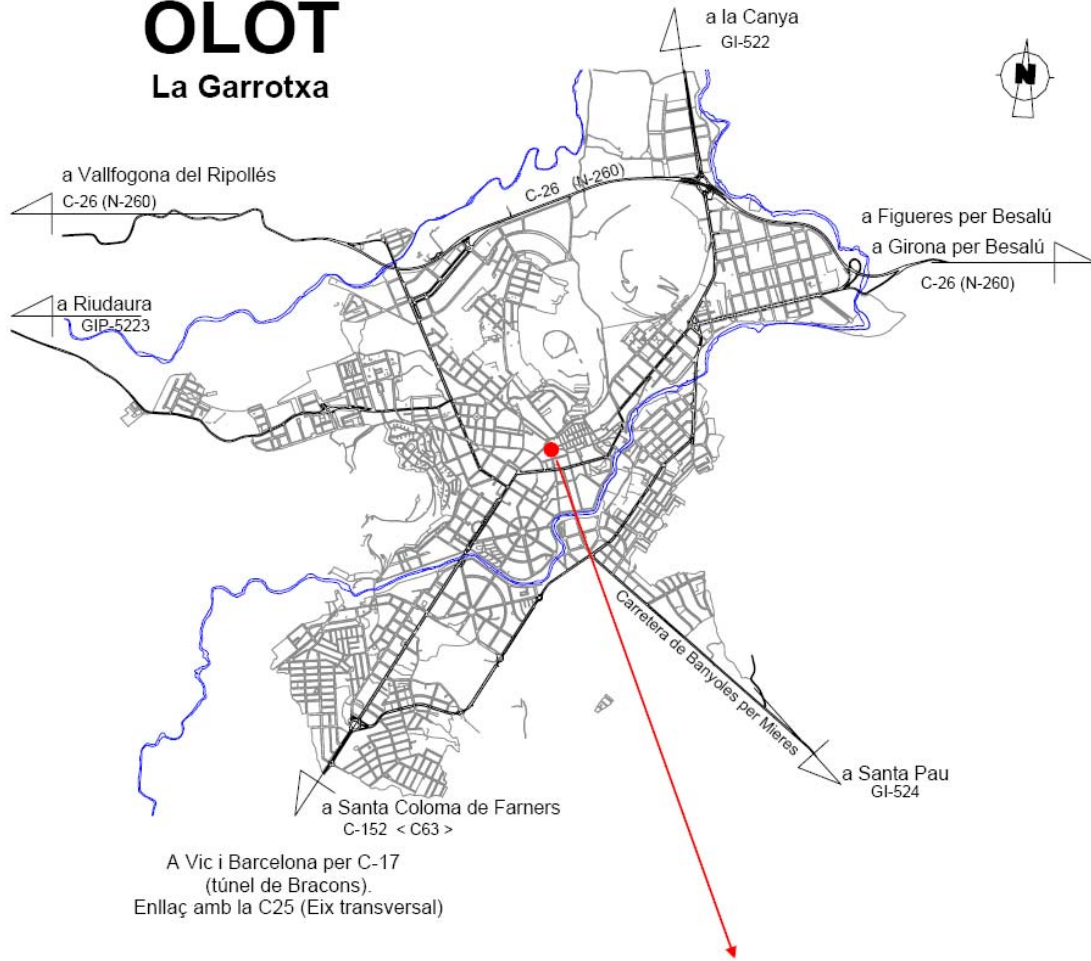 OLOT
La Garrotxa
a la Canya
GI-522
N
a Vallfogona del Ripollés
C-26 (N-260)
C-26 (N-260)
a Figueres per Besalú
a Girona per Besalú
C-26 (N-260)
a Riudaura
GIP-5223
Carretera de Banyoles per Mieres
a Santa Pau
GI-524
a Santa Coloma de Farners
C-152 < C63 >
A Vic i Barcelona per C-17
(túnel de Bracons).
Enllaç amb la C25 (Eix transversal)